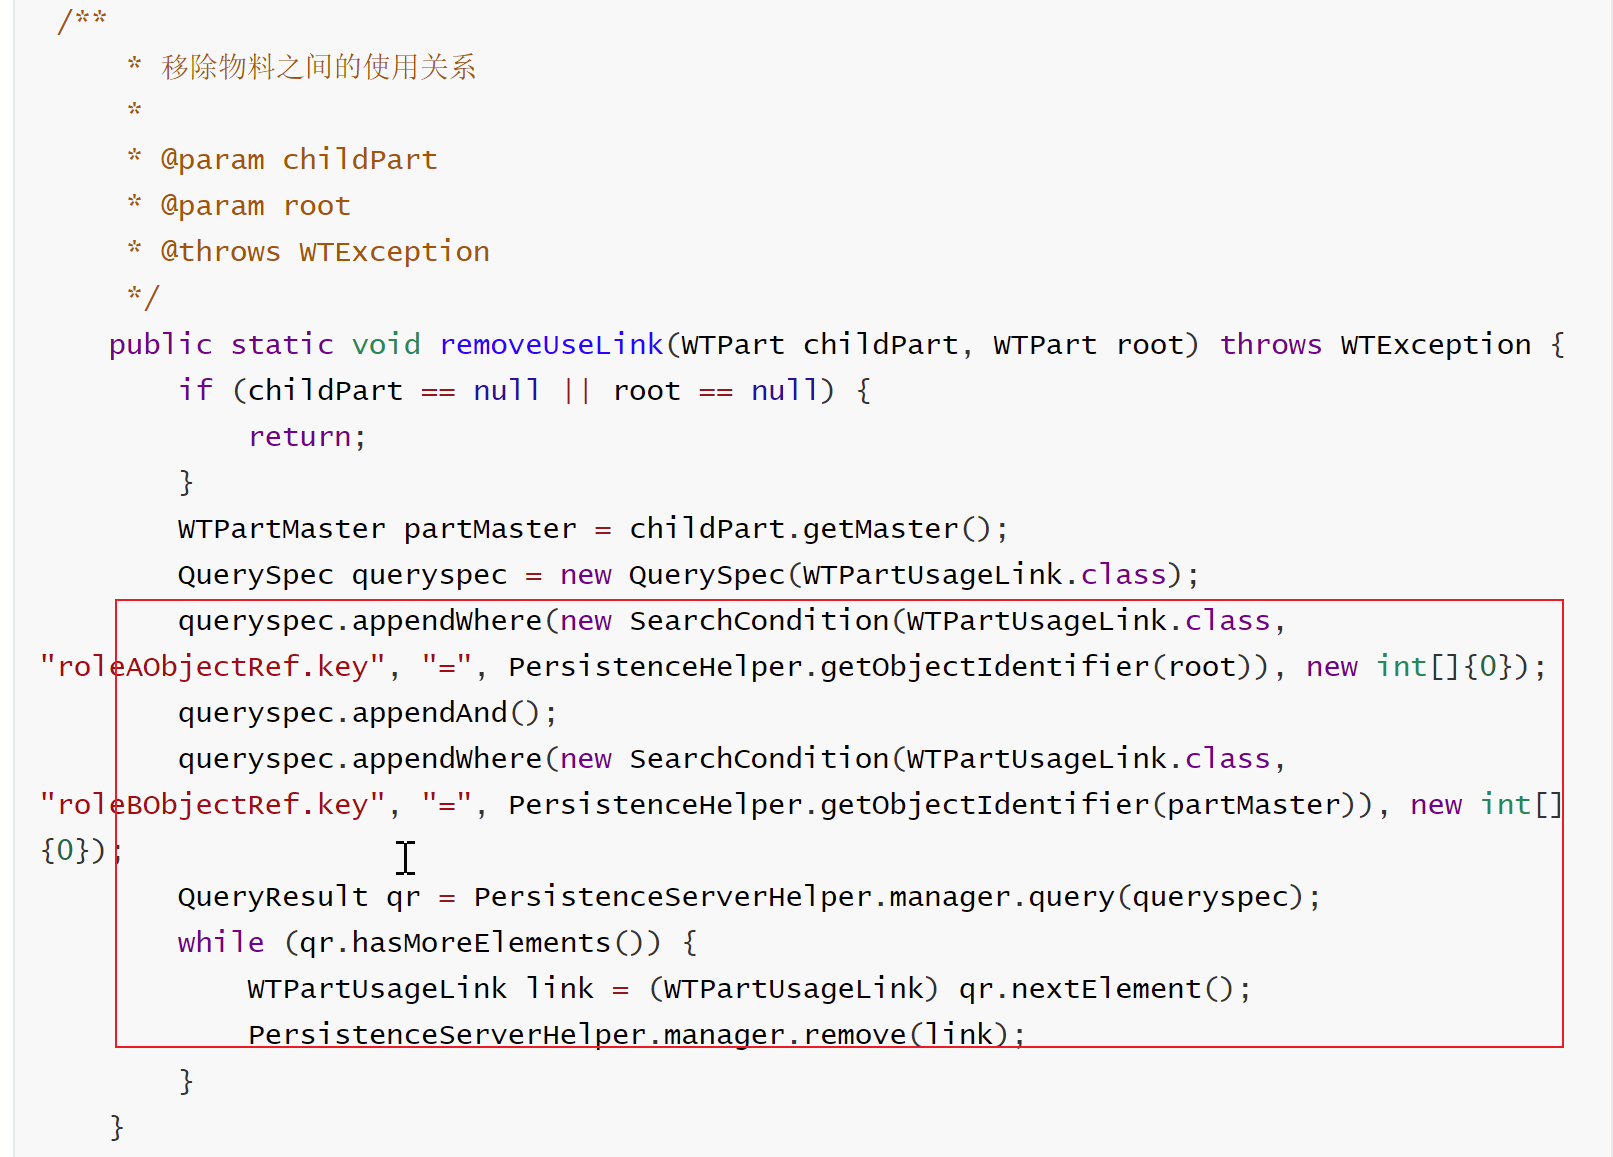 /**
* 移除物料之间的使用关系
*
* @param childPart
* @param root
* @throws WTException
*/
public static void removeUseLink(WTPart childPart, WTPart root) throws WTException {
if (childPart == null || root == null) {
return;
}
WTPartMaster partMaster = childPart.getMaster();
QuerySpec queryspec = new QuerySpec(WTPartUsageLink.class);
queryspec.appendWhere(new SearchCondition(WTPartUsageLink.class,
"roleAObjectRef.key", "=", PersistenceHelper.getObjectIdentifier(root)), new int[]{0});
queryspec.appendAnd();
queryspec.appendWhere(new SearchCondition(WTPartUsageLink.class,
"roleBObjectRef.key", "=", PersistenceHelper.getObjectIdentifier(partMaster)), new int[]
{0});
QueryResult qr = PersistenceServerHelper.manager.query(queryspec);
while (qr.hasMoreElements()) {
WTPartUsageLink link = (WTPartUsageLink) qr.nextElement();
PersistenceServerHelper.manager.remove(link);
}
}